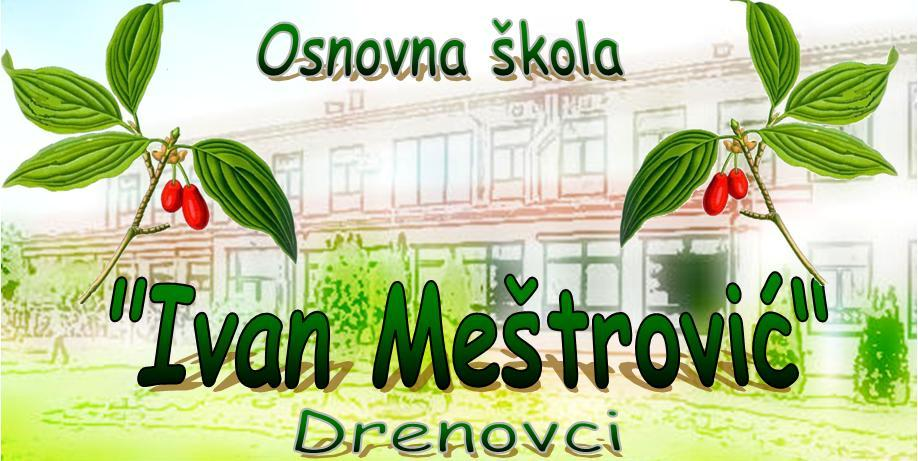 Osnovna škola
"Ivan Meštrović"
Drenovci